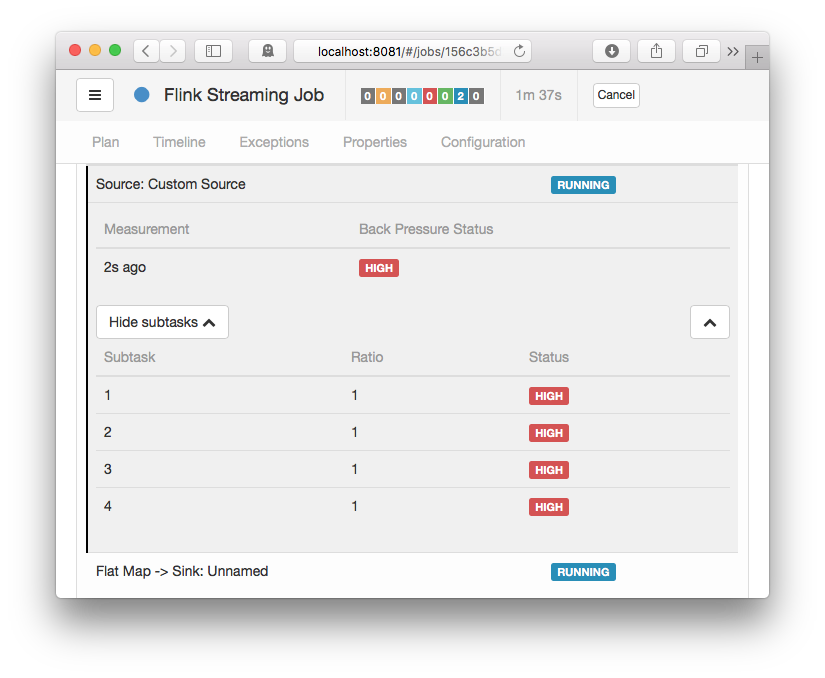 localhost:8081/#/jobs/156c3b5d
Flink Streaming Job 0 0 0 0 0 0 2 0 1m 37s Cancel
Plan Timeline Exceptions Properties Configuration
Source: Custom Source RUNNING
Measurement Back Pressure Status
2s ago HIGH
Hide subtasks
Subtask Ratio Status
1 1 HIGH
2 1 HIGH
3 1 HIGH
4 1 HIGH
Flat Map -> Sink: Unnamed RUNNING